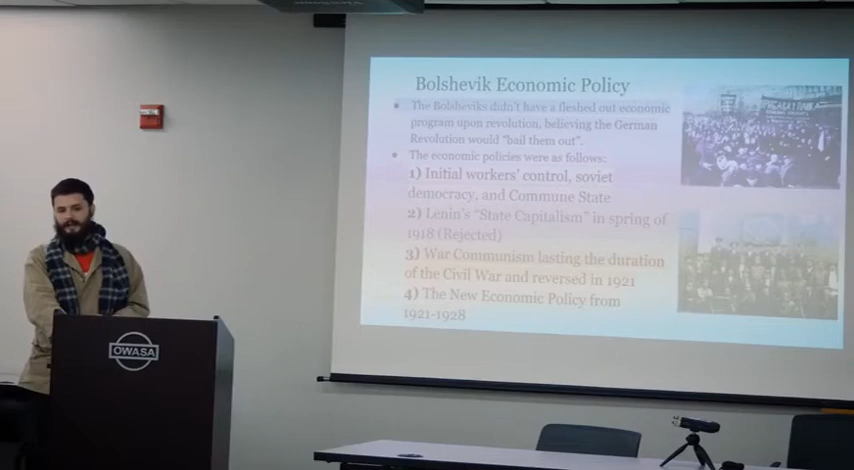 Bolshevik Economic Policy
The Bolsheviks didn't have a fleshed out economic
program upon revolution, believing the German
Revolution would "bail them out".
The economic policies were as follows:
1) Initial workers' control, soviet
democracy, and Commune State
2) Lenin's "State Capitalism" in spring of
1918 (Rejected)
3) War Communism lasting the duration
of the Civil War and reversed in 1921
4) The New Economic Policy from
1921-1928
OWASA